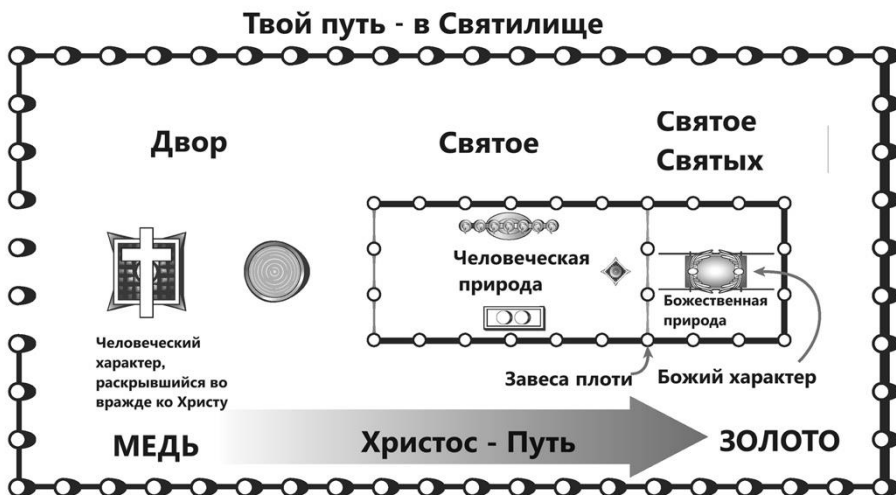 Твой путь - в Святилище
Двор
Святое
Святое
Святых
Человеческая
природа
Божественная
природа
Человеческий
характер,
раскрывшийся во
вражде ко Христу
Завеса плоти
Божий характер
МЕДЬ
Христос - Путь
ЗОЛОТО